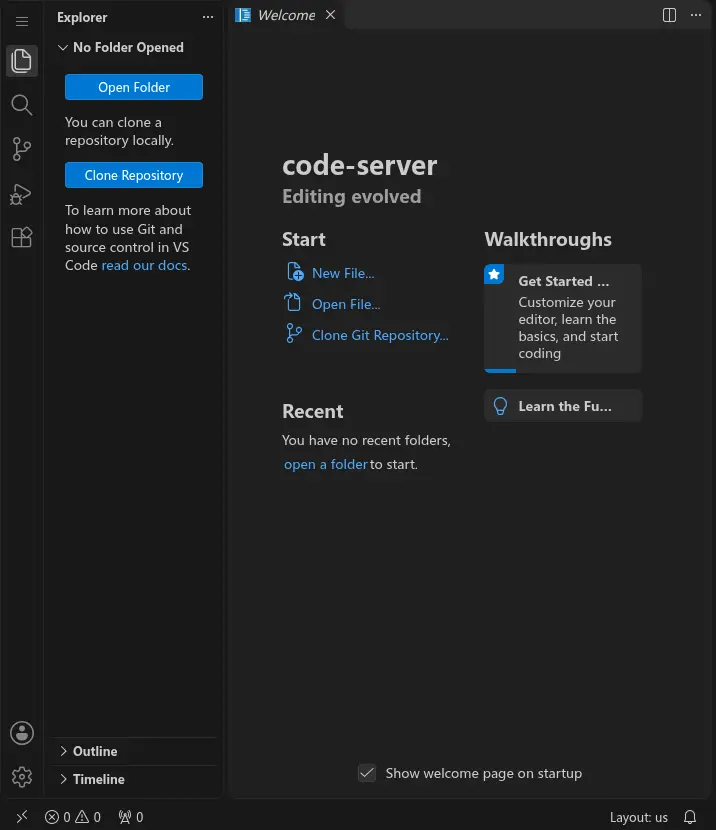 Explorer
No Folder Opened
Open Folder
You can clone a
repository locally.
Clone Repository
To learn more about
how to use Git and
source control in VS
Code read our docs.
Outline
Timeline
Welcome
code-server
Editing evolved
Start
New File...
Open File...
Clone Git Repository...
Recent
You have no recent folders,
open a folder to start.
Walkthroughs
Get Started ...
Customize your
editor, learn the
basics, and start
coding
Learn the Fu...
Show welcome page on startup
0 0 0
Layout: us